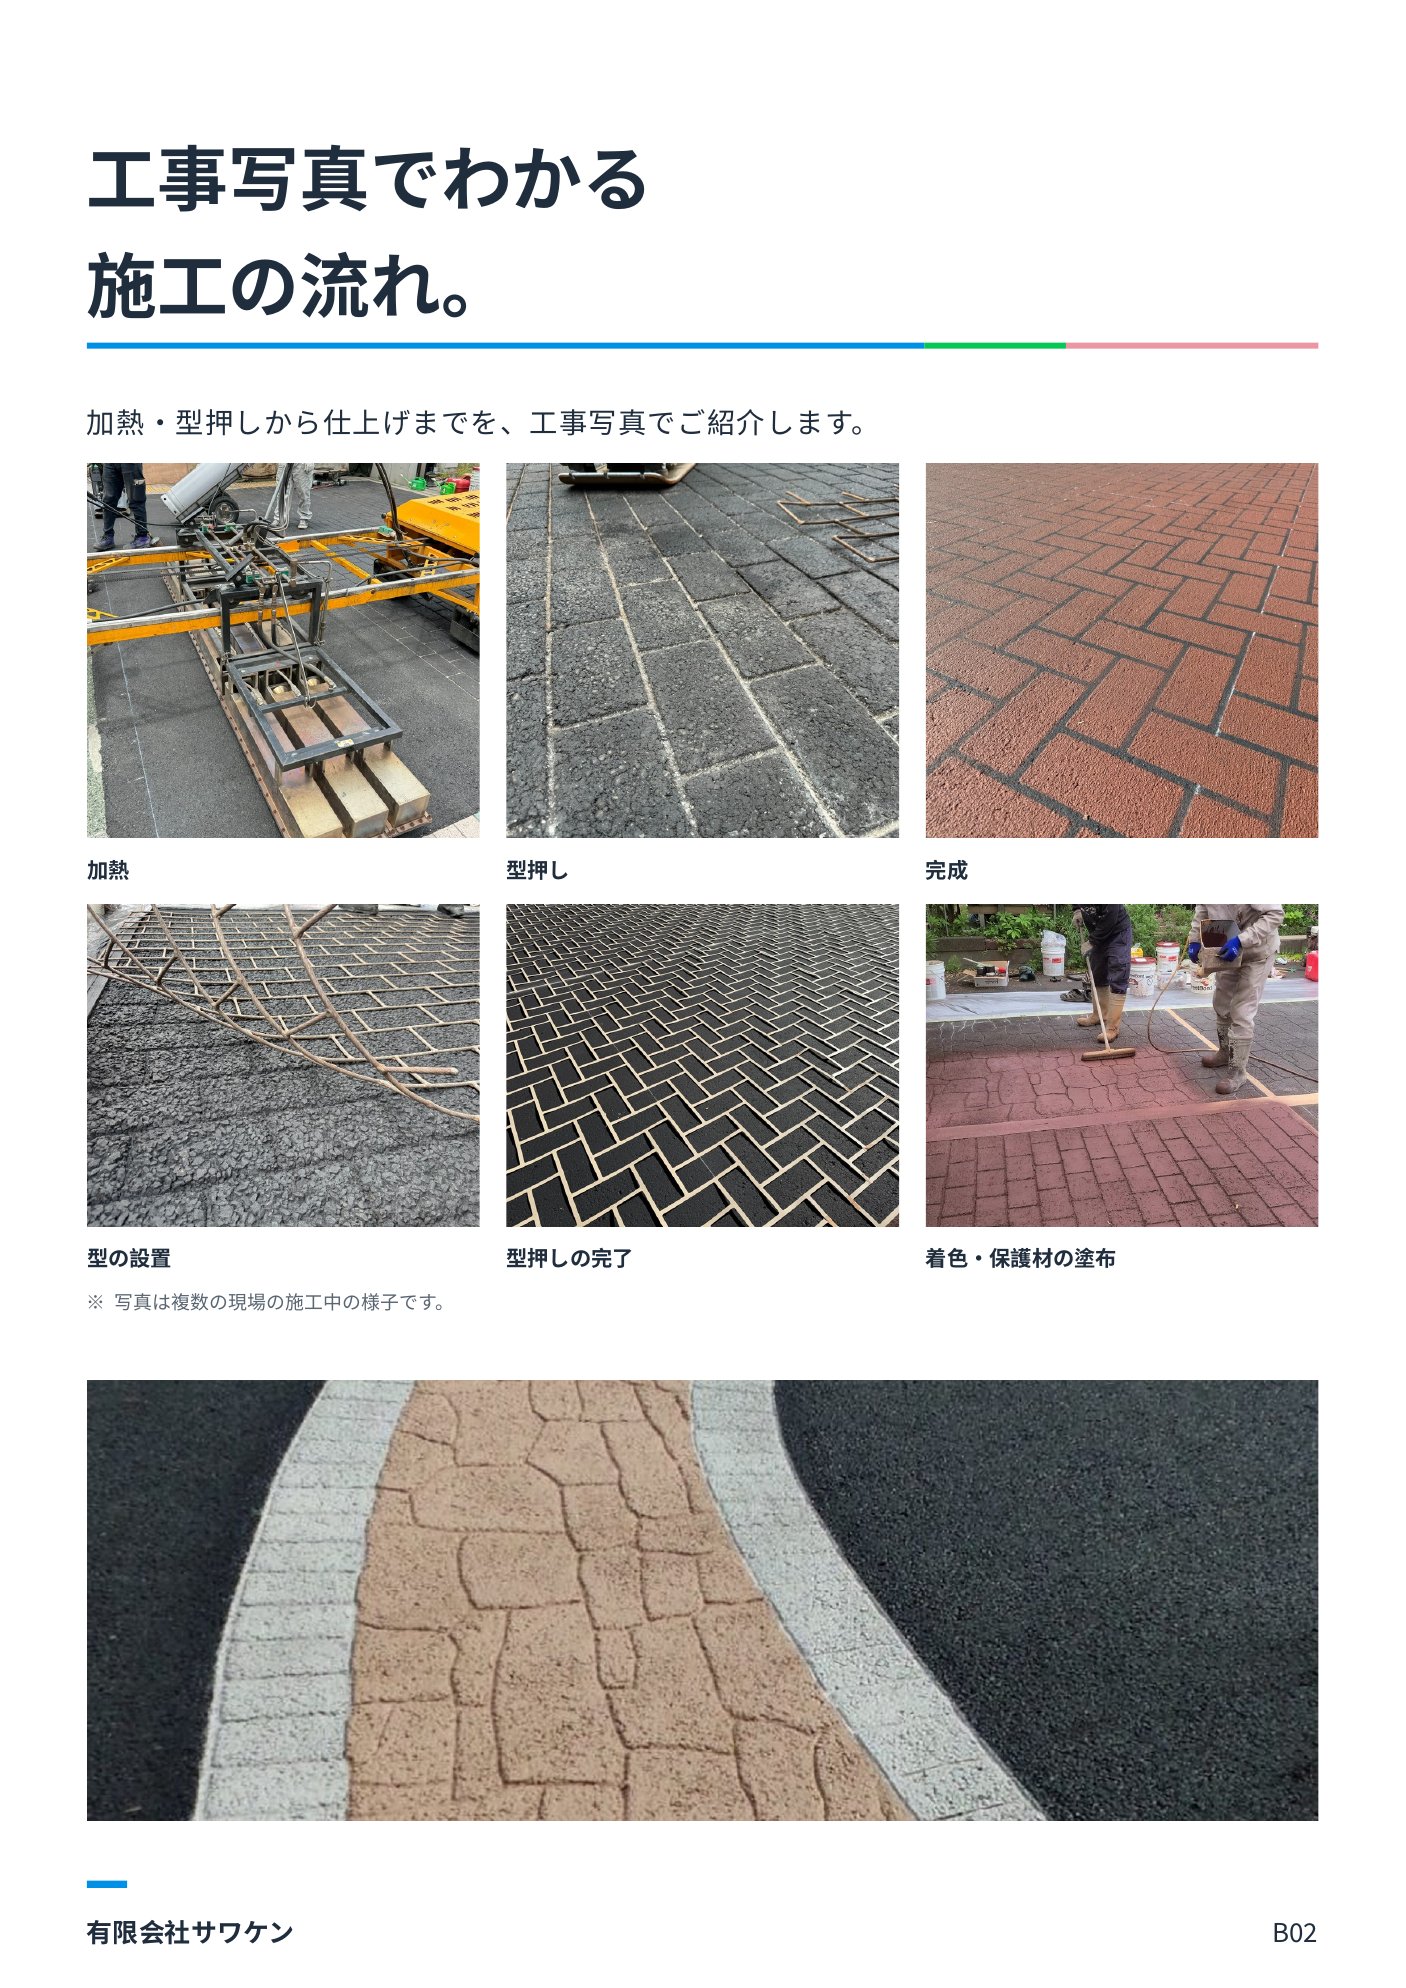 工事写真でわかる
施工の流れ。
加熱・型押しから仕上げまでを、工事写真でご紹介します。
加熱
型押し
完成
型の設置
型押しの完了
着色・保護材の塗布
※ 写真は複数の現場の施工中の様子です。
有限会社サワケン
B02